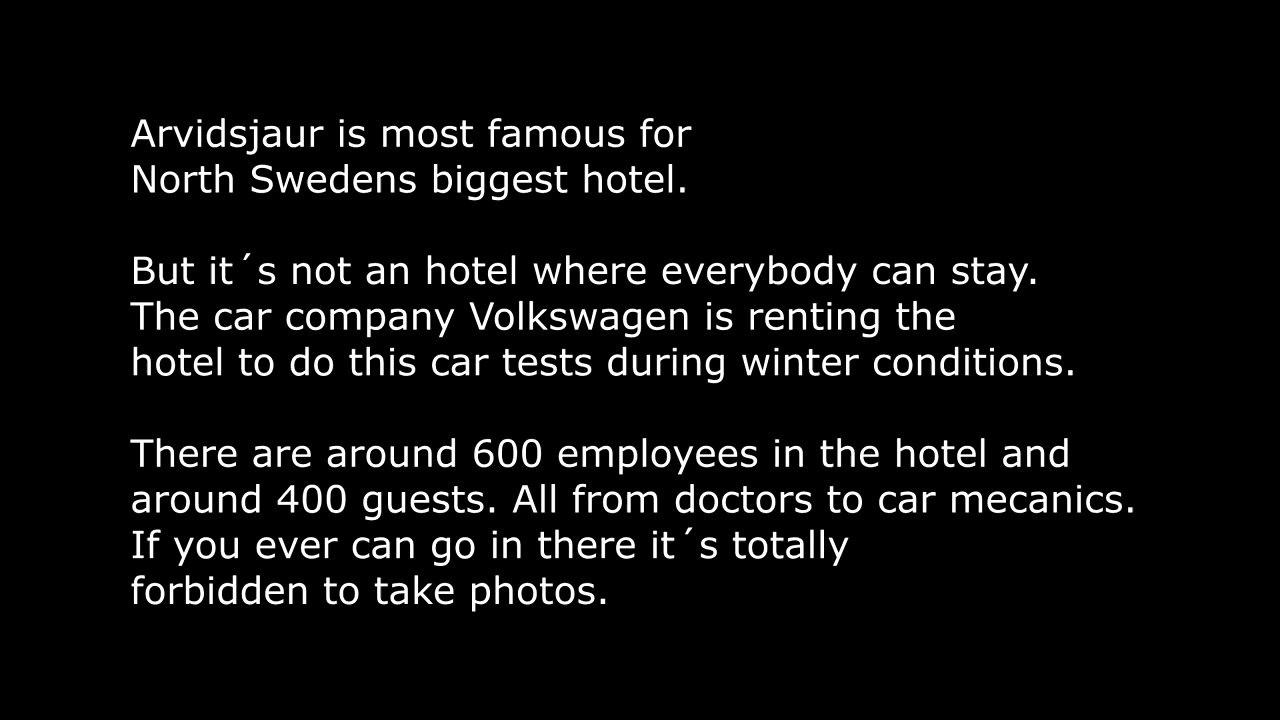 Arvidsjaur is most famous for
North Swedens biggest hotel.
But it´s not an hotel where everybody can stay.
The car company Volkswagen is renting the
hotel to do this car tests during winter conditions.
There are around 600 employees in the hotel and
around 400 guests. All from doctors to car mecanics.
If you ever can go in there it´s totally
forbidden to take photos.